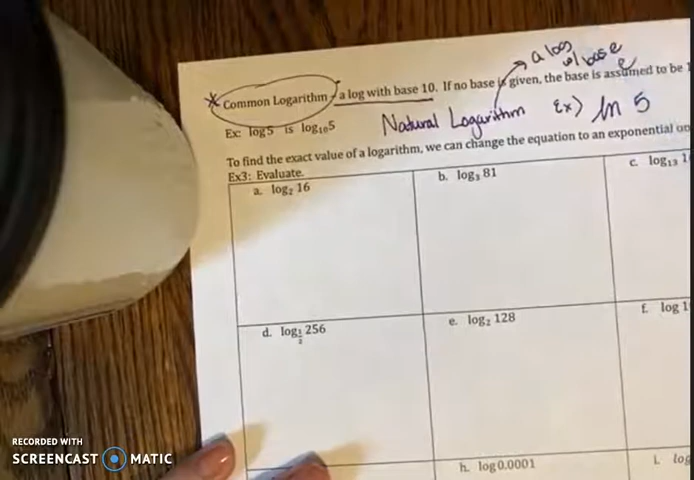 a log
w/ base
e
* Common Logarithm - a log with base 10. If no base is given, the base is assumed to be
Ex: log5 is log₁₀5
Natural Logarithm Ex) ln 5
To find the exact value of a logarithm, we can change the equation to an exponential
Ex3: Evaluate.
a. log₂ 16
b. log₃ 81
c. log₁₃ 1
d. log½ 256
e. log₂ 128
f. log 1
h. log 0.0001
i. log
RECORDED WITH
SCREENCAST MATIC